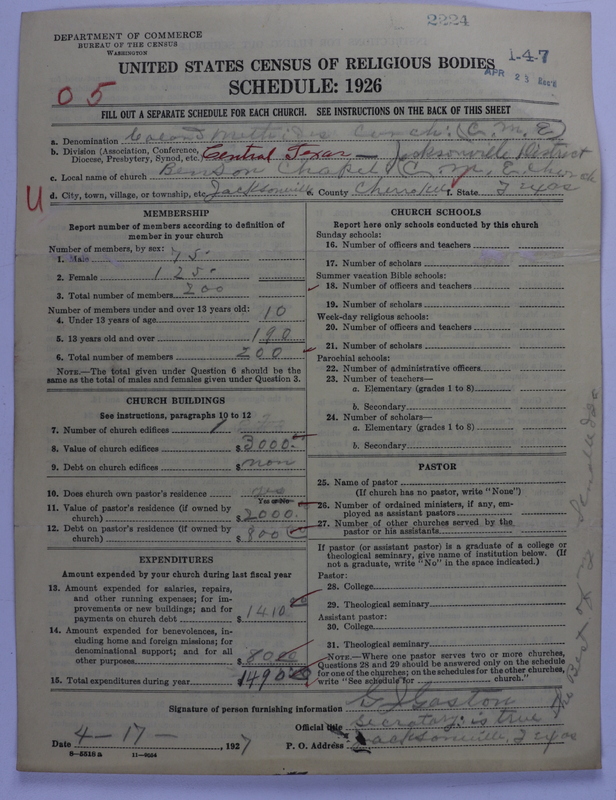 2224
DEPARTMENT OF COMMERCE
BUREAU OF THE CENSUS
WASHINGTON
1-4-7
APR 23
UNITED STATES CENSUS OF RELIGIOUS BODIES
SCHEDULE: 1926
05
FILL OUT A SEPARATE SCHEDULE FOR EACH CHURCH. SEE INSTRUCTIONS ON THE BACK OF THIS SHEET
a. Denomination (C. M. E)
b. Division (Association, Conference, Diocese, Presbytery, Synod, etc. Central Texas — Jacksonville District
c. Local name of church Benson Chapel C. M. E church
U
d. City, town, village, or township, etc. Jacksonville e. County f. State Texas
MEMBERSHIP
Report number of members according to definition of
member in your church
Number of members, by sex:
1. Male 75
2. Female 125
3. Total number of members 200
Number of members under and over 13 years old:
4. Under 13 years of age 10
5. 13 years old and over 190
6. Total number of members 200
NOTE.—The total given under Question 6 should be
same as the total of males and females given under Question 3.
CHURCH BUILDINGS
See instructions, paragraphs 10 to 12
7. Number of church edifices
8. Value of church edifices $ 3000
9. Debt on church edifices $ non
10. Does church own pastor's residence
Yes or No
11. Value of pastor's residence (if owned by
church) $ 2000
12. Debt on pastor's residence (if owned by
church) $ 800
EXPENDITURES
Amount expended by your church during last fiscal year
13. Amount expended for salaries, repairs,
and other running expenses; for im-
provements or new buildings; and for
payments on church debt $ 1410
14. Amount expended for benevolences, in-
cluding home and foreign missions; for
denominational support; and for all
other purposes $ 80
15. Total expenditures during year $ 1490
CHURCH SCHOOLS
Report here only schools conducted by this church
Sunday schools:
16. Number of officers and teachers
17. Number of scholars
Summer vacation Bible schools:
18. Number of officers and teachers
19. Number of scholars
Week-day religious schools:
20. Number of officers and teachers
21. Number of scholars
Parochial schools:
22. Number of administrative officers
23. Number of teachers—
a. Elementary (grades 1 to 8)
b. Secondary
24. Number of scholars—
a. Elementary (grades 1 to 8)
b. Secondary
PASTOR
25. Name of pastor
(If church has no pastor, write "None")
26. Number of ordained ministers, if any, em-
ployed as assistant pastors
27. Number of other churches served by the
pastor or his assistants
If pastor (or assistant pastor) is a graduate of a college or
theological seminary, give name of institution below. (If
not a graduate, write "No" in the space indicated.)
Pastor:
28. College
29. Theological seminary
Assistant pastor:
30. College
31. Theological seminary
NOTE.—Where one pastor serves two or more churches,
Questions 28 and 29 should be answered only on the schedule
for one of the churches; on the schedules for the other churches,
write "See schedule for church."
The Best of my
Signature of person furnishing information G J Gaston
Official title Secretary is true
Date 4-17-, 1927 P. O. Address Jacksonville, Texas
8-5516 a 11-9554